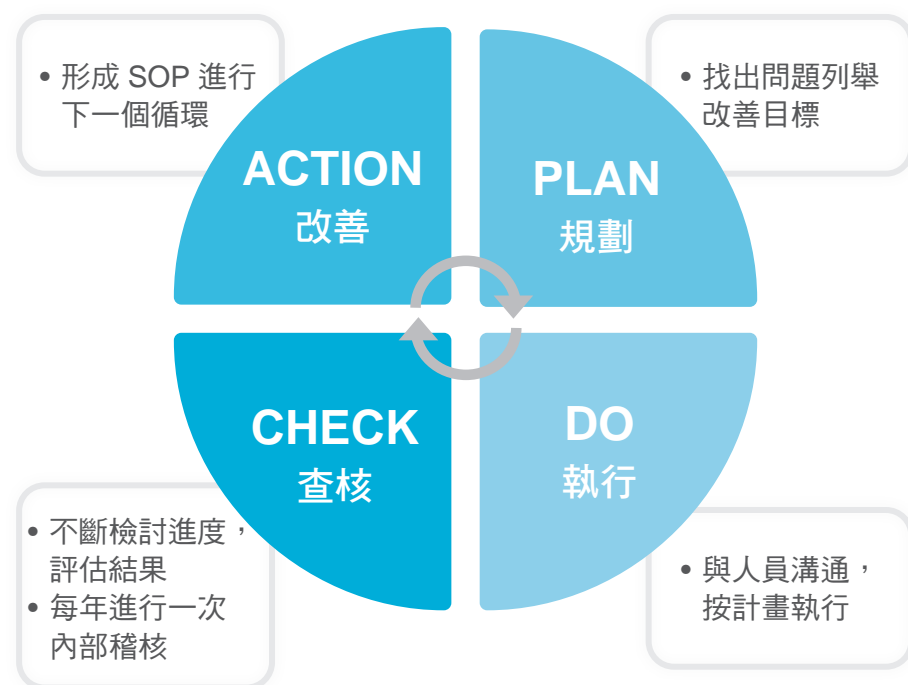 • 形成 SOP 進行
下一個循環
ACTION
改善
• 找出問題列舉
改善目標
PLAN
規劃
CHECK
查核
• 不斷檢討進度，
評估結果
• 每年進行一次
內部稽核
DO
執行
• 與人員溝通，
按計畫執行